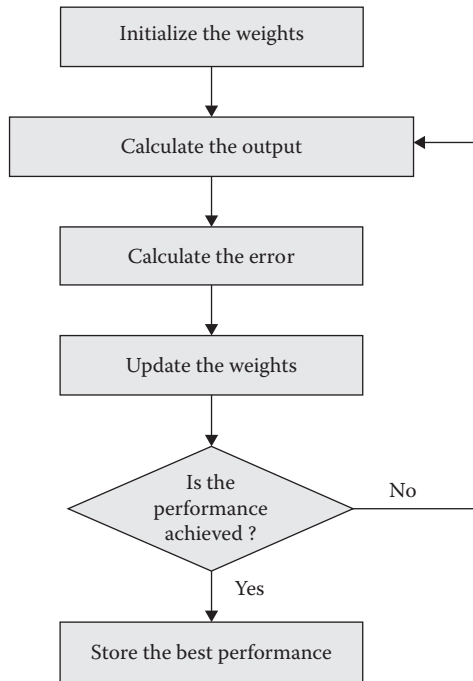 Initialize the weights
Calculate the output
Calculate the error
Update the weights
Is the
performance
achieved ?
No
Yes
Store the best performance